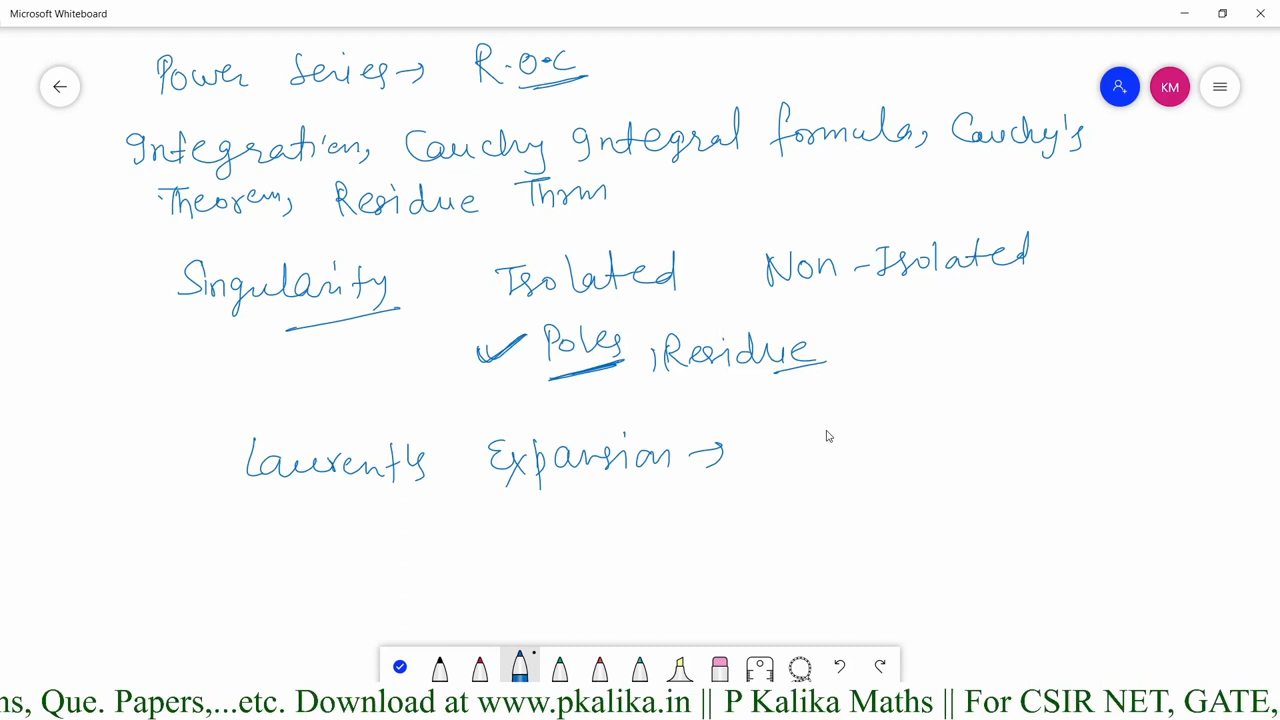 Microsoft Whiteboard
Power Series → R.O.C
KM
Integration, Cauchy Integral formula, Cauchy's
Theorem, Residue Thrm
Singularity Isolated Non-Isolated
✓ Poles, Residue
Laurent's Expansion →
ns, Que. Papers,...etc. Download at www.pkalika.in || P Kalika Maths || For CSIR NET, GATE,